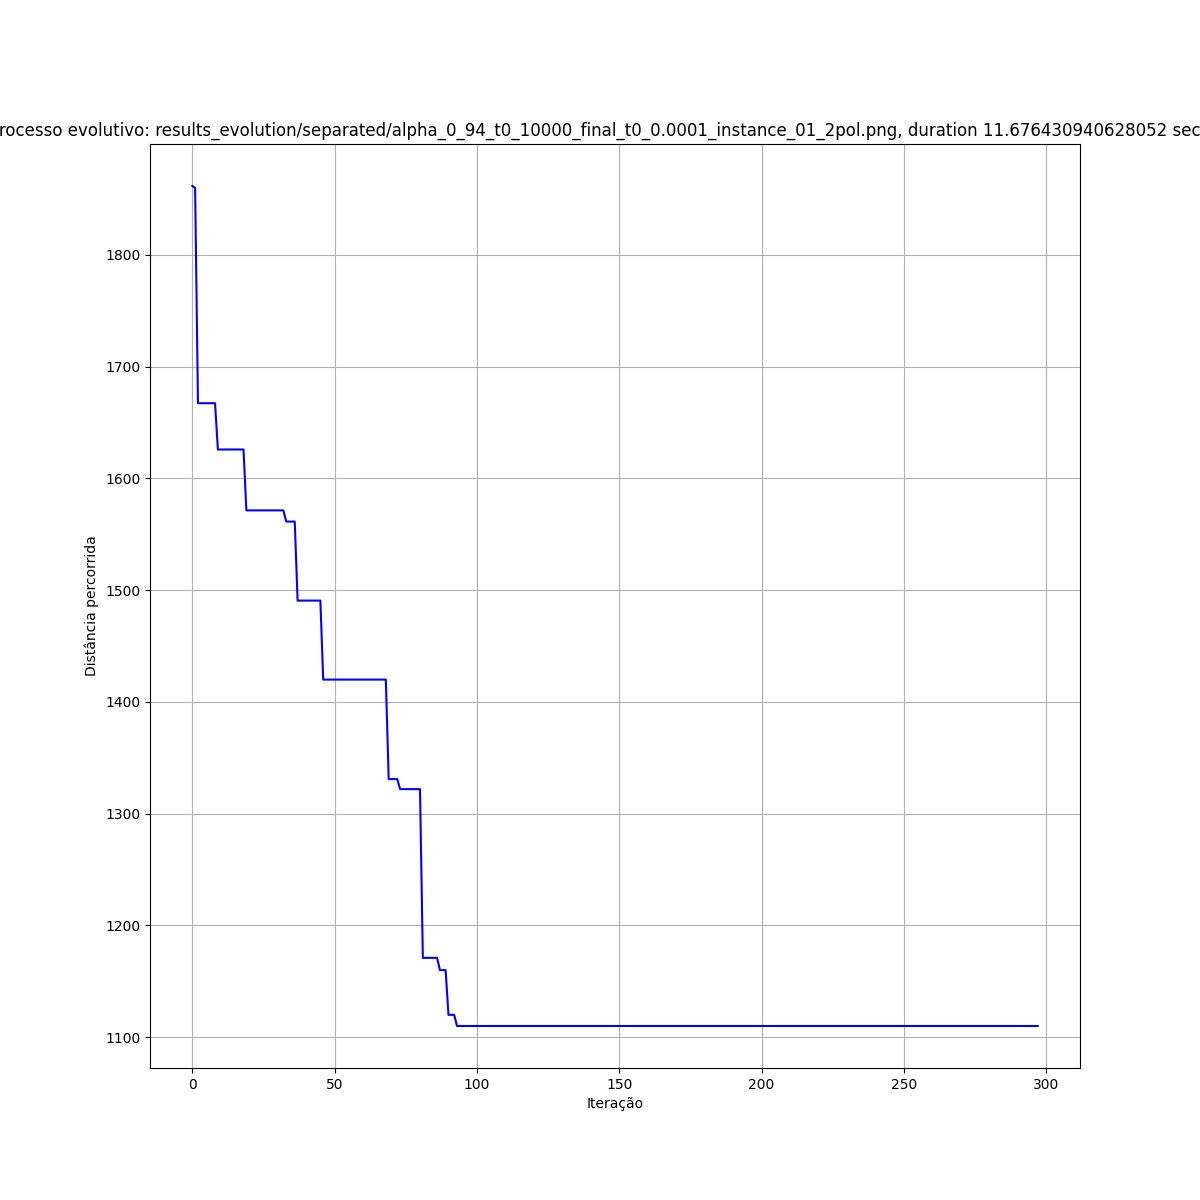 rocesso evolutivo: results_evolution/separated/alpha_0_94_t0_10000_final_t0_0.0001_instance_01_2pol.png, duration 11.676430940628052 sec
1800
1700
1600
1500
1400
1300
1200
1100
Distância percorrida
0 50 100 150 200 250 300
Iteração